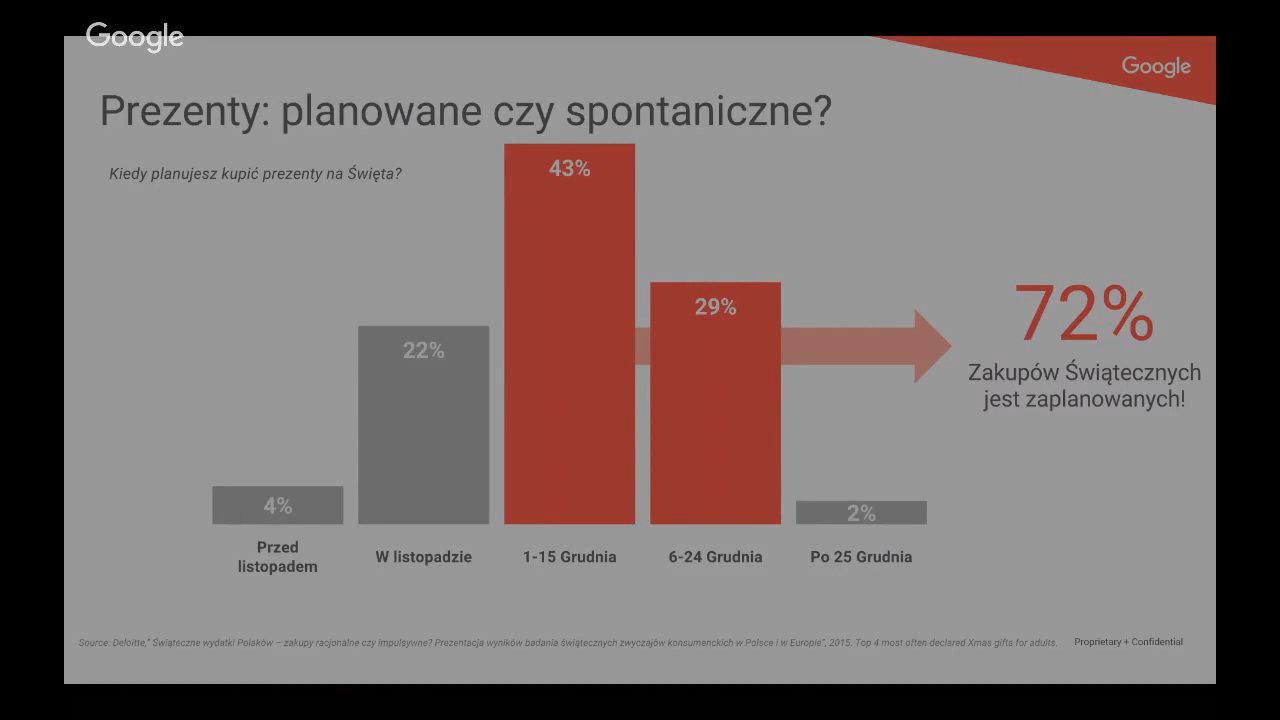 Google
Google
Prezenty: planowane czy spontaniczne?
Kiedy planujesz kupić prezenty na Święta?
43%
29%
22%
4%
2%
72%
Zakupów Świątecznych
jest zaplanowanych!
Przed
listopadem
W listopadzie
1-15 Grudnia
6-24 Grudnia
Po 25 Grudnia
Source: Deloitte," Świąteczne wydatki Polaków – zakupy racjonalne czy impulsywne? Prezentacja wyników badania świątecznych zwyczajów konsumenckich w Polsce i w Europie", 2015. Top 4 most often declared Xmas gifts for adults.
Proprietary + Confidential